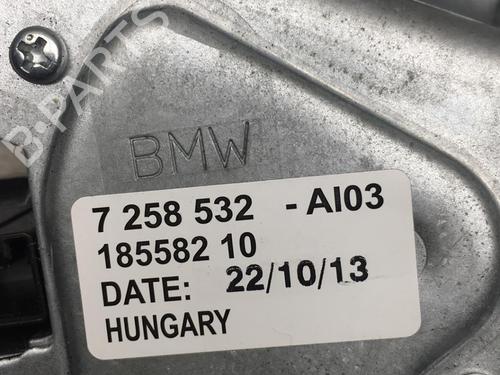 B-PARTS
BMW
7 258 532 - AI03
185582 10
DATE: 22/10/13
HUNGARY